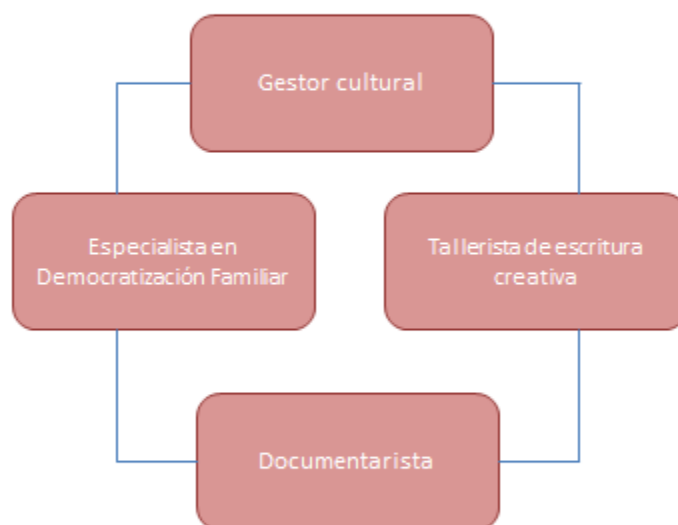 Gestor cultural
Especialista en
Democratización Familiar
Tallerista de escritura
creativa
Documentarista